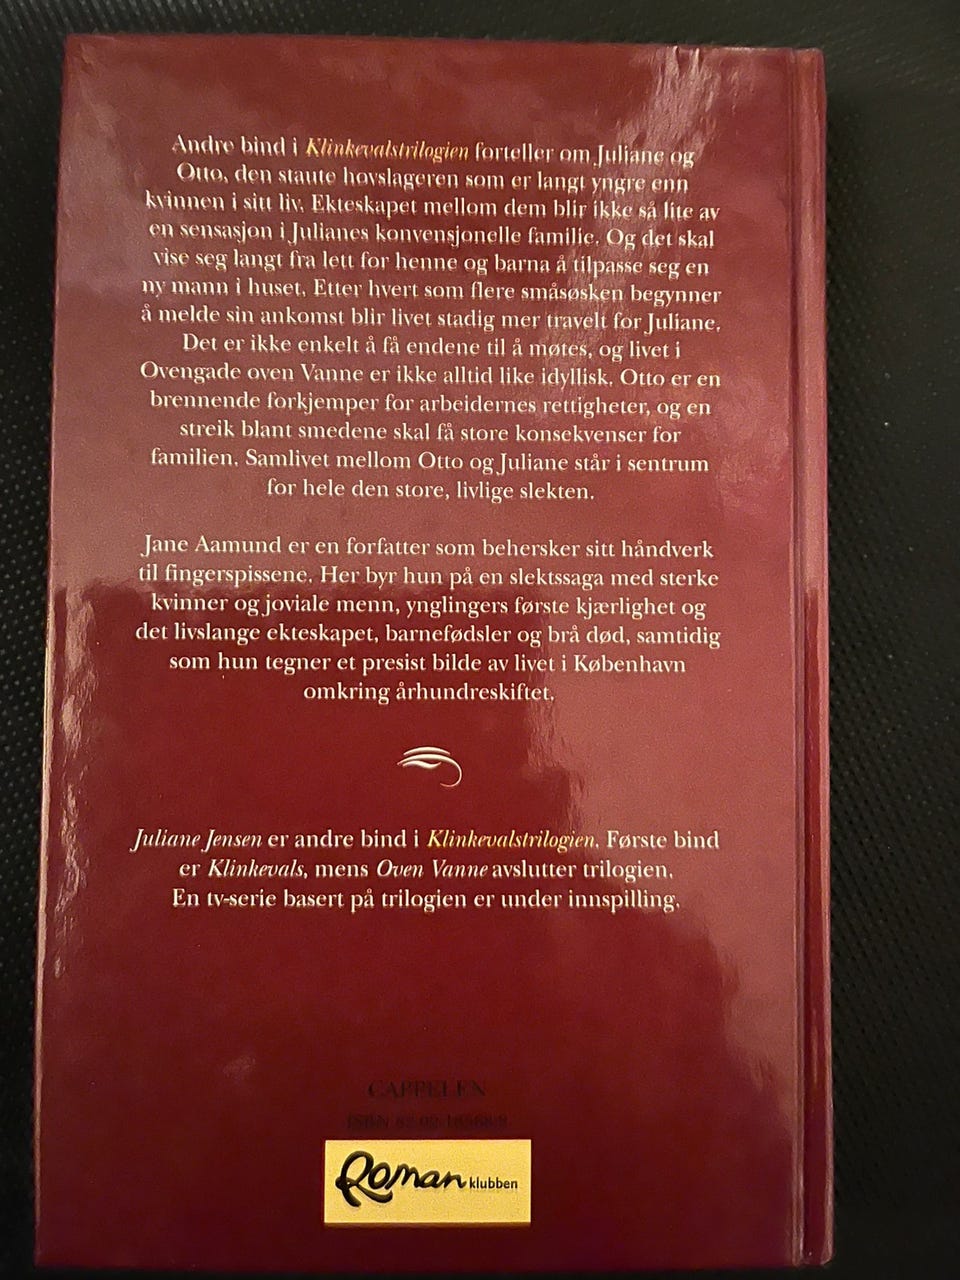 Andre bind i Klinkevalstrilogien forteller om Juliane og
Otto, den staute hovslageren som er langt yngre enn
kvinnen i sitt liv. Ekteskapet mellom dem blir ikke så lite av
en sensasjon i Julianes konvensjonelle familie. Og det skal
vise seg langt fra lett for henne og barna å tilpasse seg en
ny mann i huset. Etter hvert som flere småsøsken begynner
å melde sin ankomst blir livet stadig mer travelt for Juliane.
Det er ikke enkelt å få endene til å møtes, og livet i
Ovengade oven Vanne er ikke alltid like idyllisk. Otto er en
brennende forkjemper for arbeidernes rettigheter, og en
streik blant smedene skal få store konsekvenser for
familien. Samlivet mellom Otto og Juliane står i sentrum
for hele den store, livlige slekten.
Jane Aamund er en forfatter som behersker sitt håndverk
til fingerspissene. Her byr hun på en slektssaga med sterke
kvinner og joviale menn, ynglingers første kjærlighet og
det livslange ekteskapet, barnefødsler og brå død, samtidig
som hun tegner et presist bilde av livet i København
omkring århundreskiftet.
Juliane Jensen er andre bind i Klinkevalstrilogien. Første bind
er Klinkevals, mens Oven Vanne avslutter trilogien.
En tv-serie basert på trilogien er under innspilling.
CAPPELEN
ISBN
Roman klubben